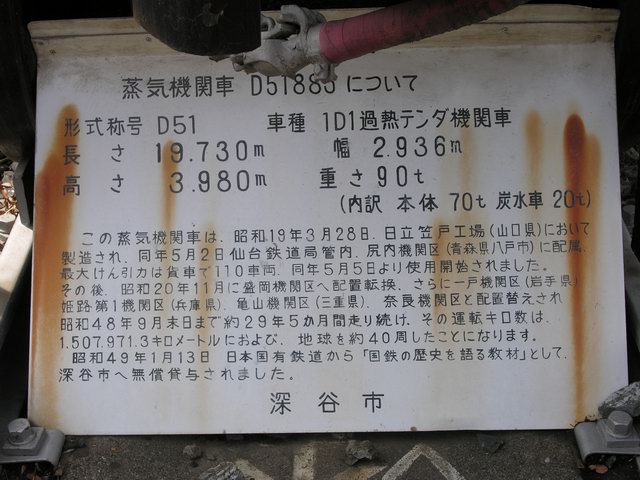 蒸気機関車 D51885 について
形式称号 D51 車種 1D1過熱テンダ機関車
長さ 19.730m 幅 2.936m
高さ 3.980m 重さ 90t
(内訳 本体 70t 炭水車 20t)
この蒸気機関車は、昭和19年3月28日、日立笠戸工場(山口県)において
製造され、同年5月2日仙台鉄道局管内、尻内機関区(青森県八戸市)に配属、
最大けん引力は貨車で110車両、同年5月5日より使用開始されました。
その後、昭和20年11月に盛岡機関区へ配置転換、さらに一戸機関区(岩手県)
姫路第1機関区(兵庫県)、亀山機関区(三重県)、奈良機関区と配置替えされ
昭和48年9月末日まで約29年5か月間走り続け、その運転キロ数は、
1,507,971.3キロメートルにおよび、地球を約40周したことになります。
昭和49年1月13日 日本国有鉄道から「国鉄の歴史を語る教材」として、
深谷市へ無償貸与されました。
深谷市